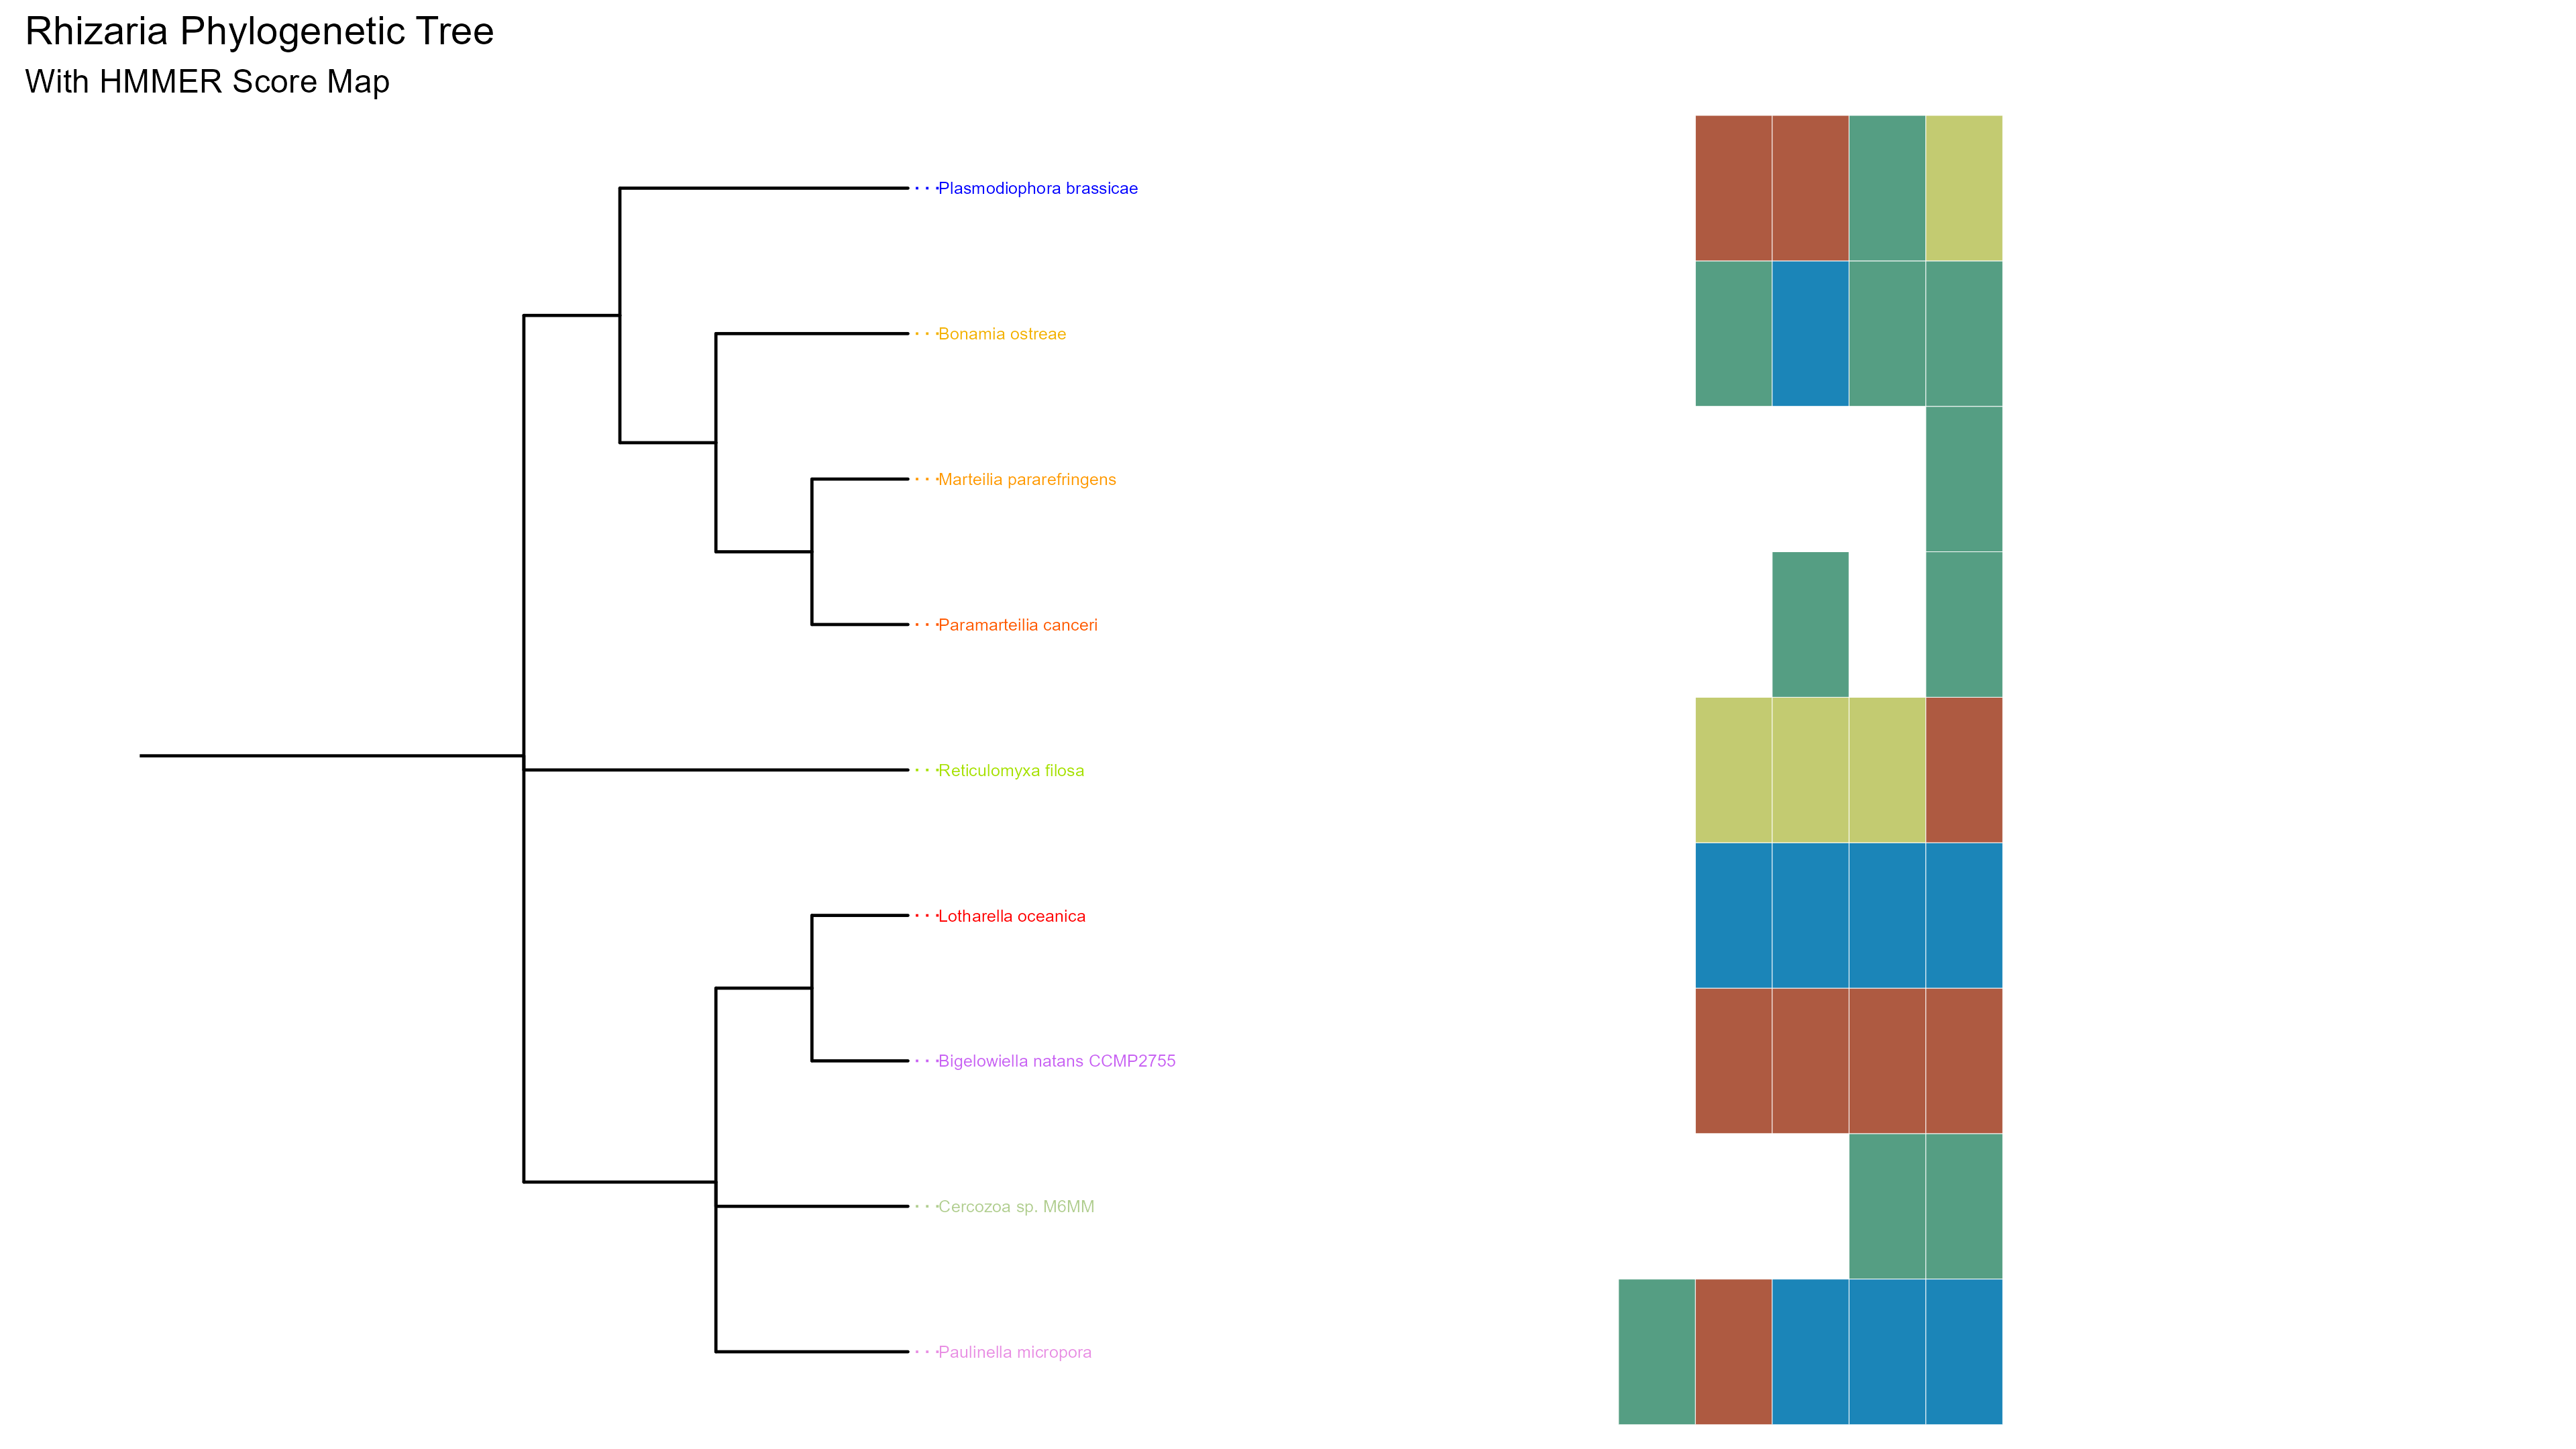 Rhizaria Phylogenetic Tree
With HMMER Score Map
Plasmodiophora brassicae
Bonamia ostreae
Marteilia pararefringens
Paramarteilia canceri
Reticulomyxa filosa
Lotharella oceanica
Bigelowiella natans CCMP2755
Cercozoa sp. M6MM
Paulinella micropora